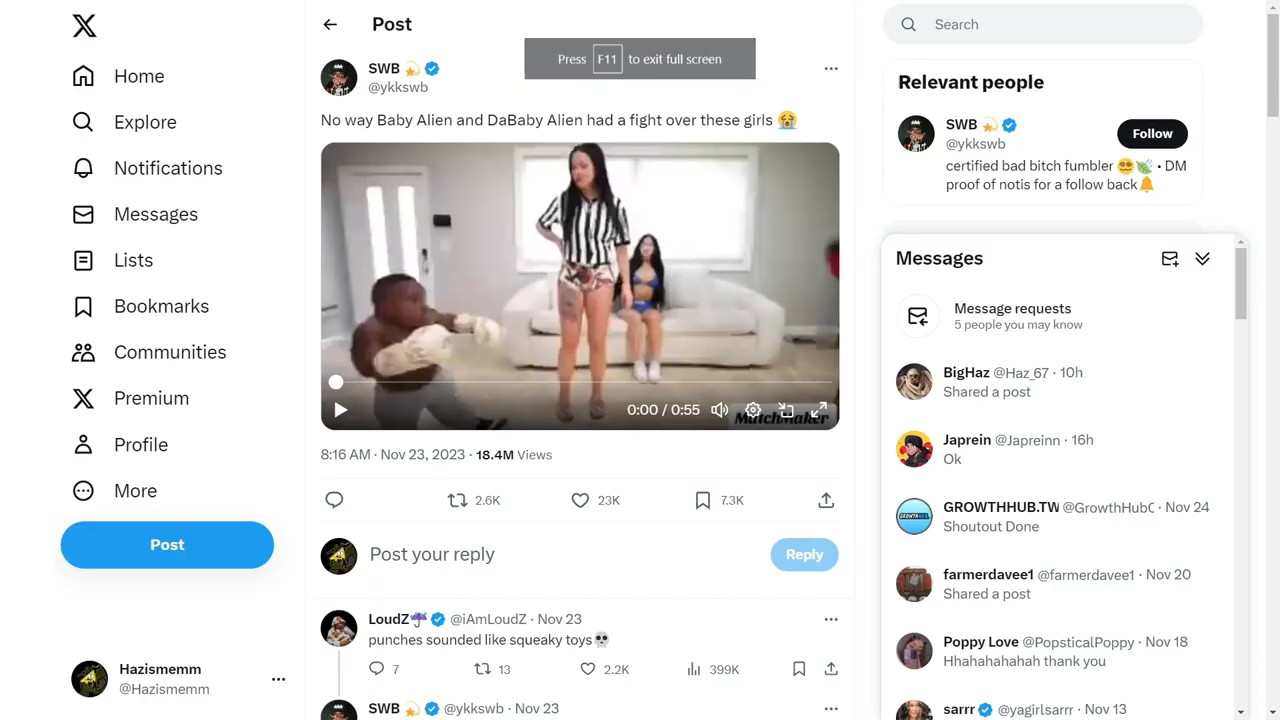 Post
Search
Press F11 to exit full screen
SWB
@ykkswb
No way Baby Alien and DaBaby Alien had a fight over these girls 😭
0:00 / 0:55
MatchMaker
8:16 AM · Nov 23, 2023 · 18.4M Views
2.6K 23K 7.3K
Post your reply
Reply
LoudZ☂ @iAmLoudZ · Nov 23
punches sounded like squeaky toys💀
7 13 2.2K 399K
SWB 💫 @ykkswb · Nov 23
Home
Explore
Notifications
Messages
Lists
Bookmarks
Communities
Premium
Profile
More
Post
Hazismemm
@Hazismemm
Relevant people
SWB 💫
@ykkswb
Follow
certified bad bitch fumbler 😵‍💫🍃 • DM
proof of notis for a follow back🔔
Messages
Message requests
5 people you may know
BigHaz @Haz_67 · 10h
Shared a post
Japrein @Japreinn · 16h
Ok
GROWTHHUB.TW @GrowthHubC · Nov 24
Shoutout Done
farmerdavee1 @farmerdavee1 · Nov 20
Shared a post
Poppy Love @PopsticalPoppy · Nov 18
Hhahahahahah thank you
sarrr @yagirlsarrr · Nov 13